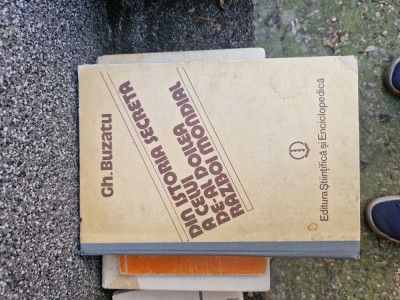 Gh. Buzatu
DIN ISTORIA SECRETĂ
A CELUI DE-AL
DOILEA
RĂZBOI MONDIAL
Editura Științifică și Enciclopedică